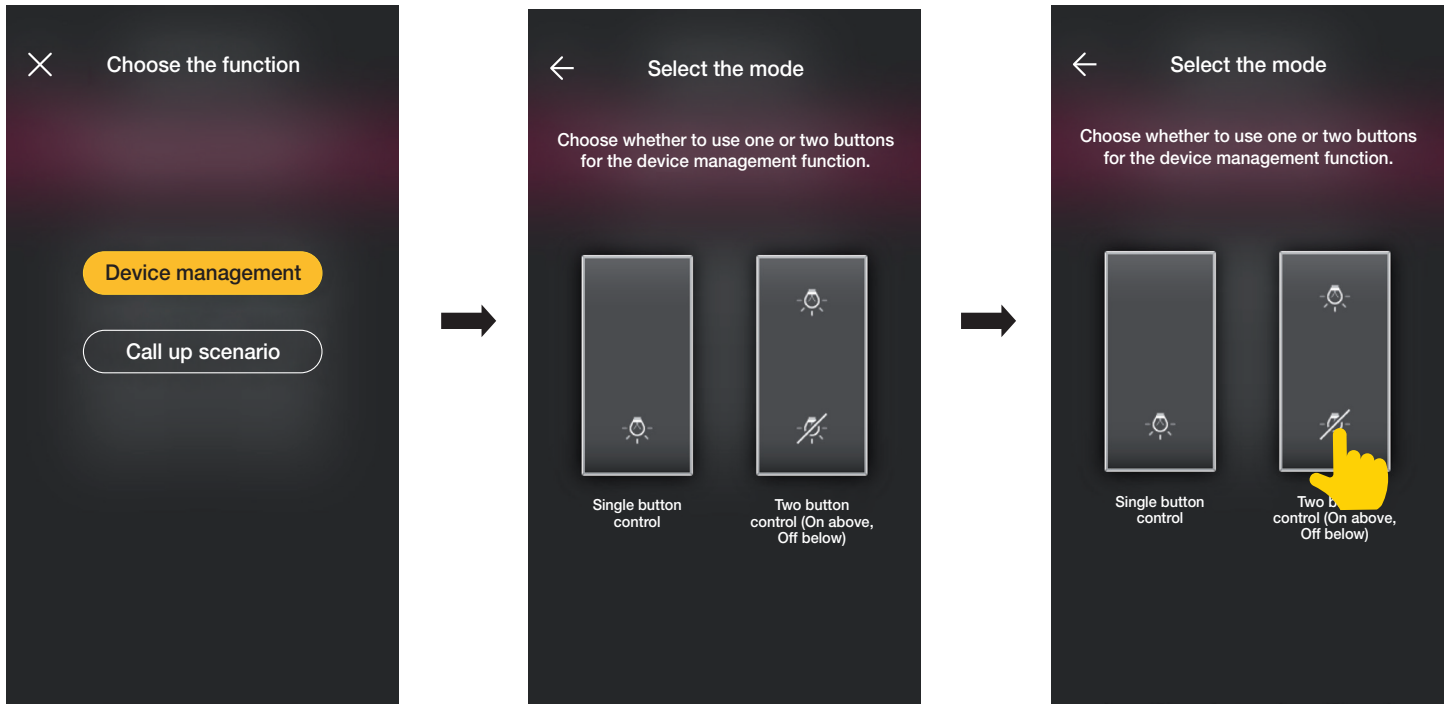 Choose the function
Device management
Call up scenario
Select the mode
Choose whether to use one or two buttons
for the device management function.
Single button
control
Two button
control (On above,
Off below)
Select the mode
Choose whether to use one or two buttons
for the device management function.
Single button
control
Two
control (On above,
Off below)